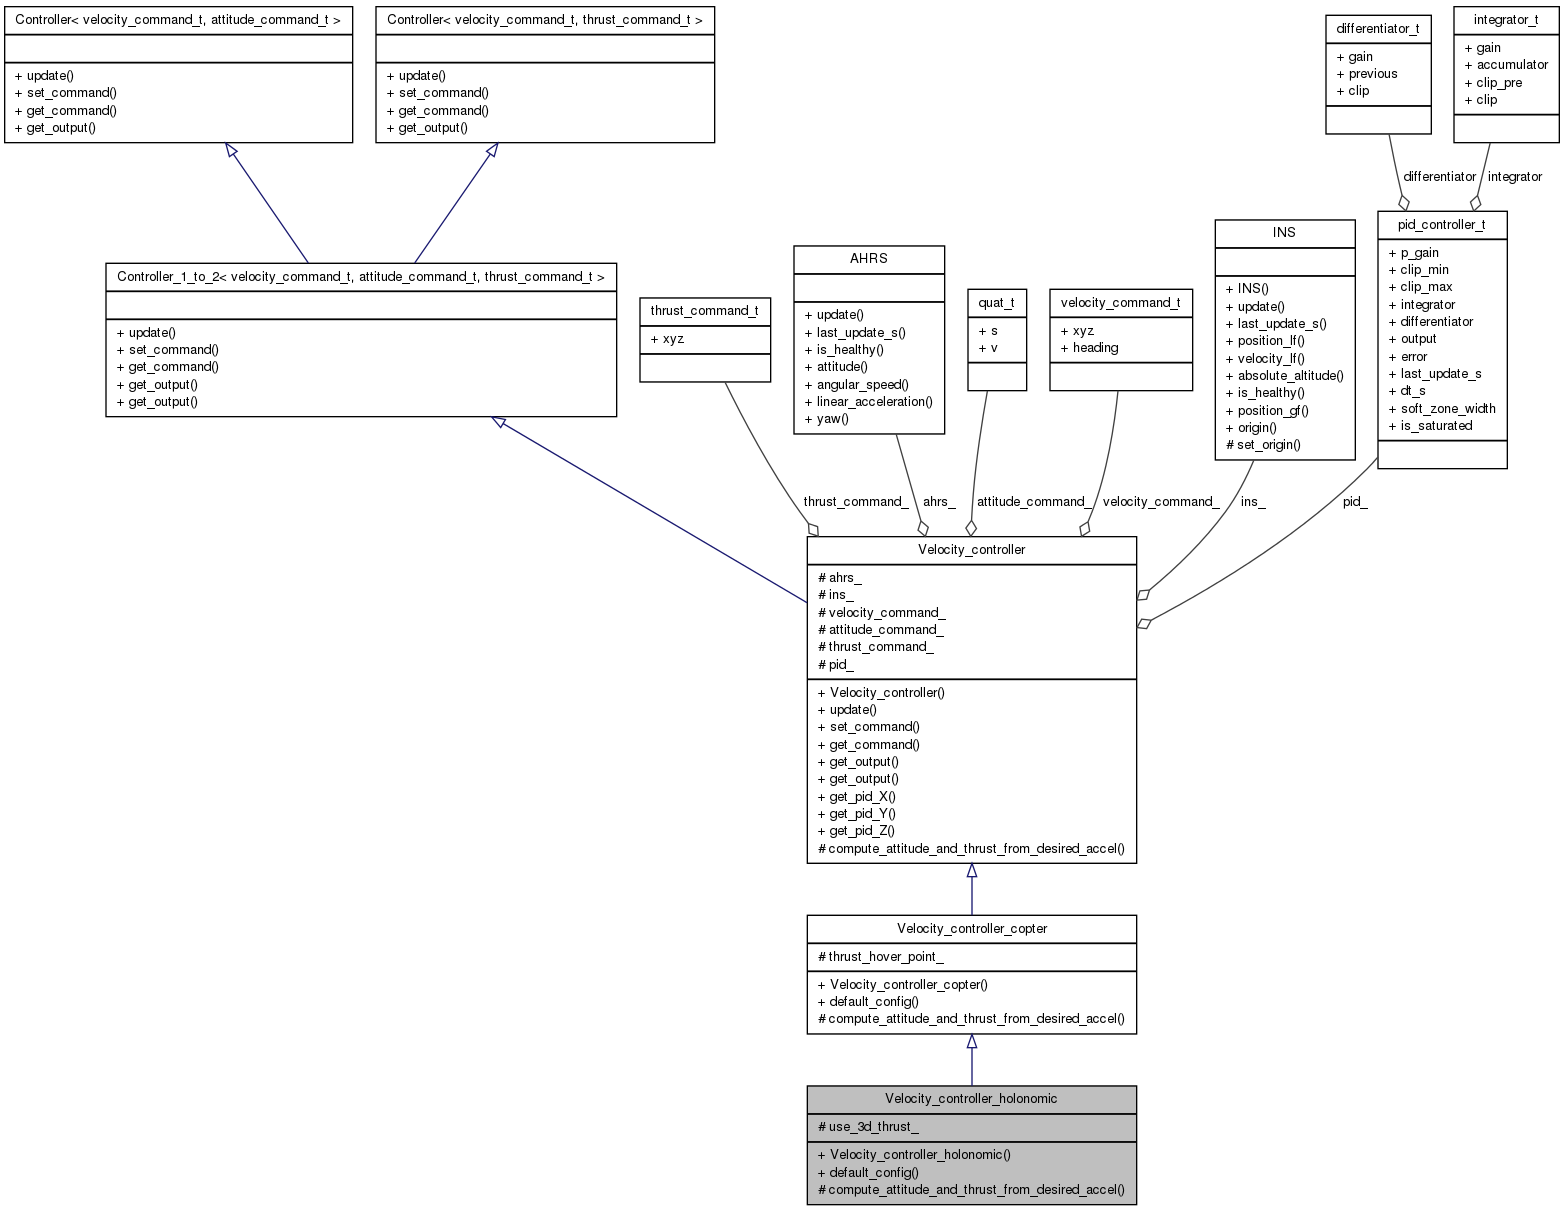 Controller< velocity_command_t, attitude_command_t >
+ update()
+ set_command()
+ get_command()
+ get_output()
Controller< velocity_command_t, thrust_command_t >
+ update()
+ set_command()
+ get_command()
+ get_output()
differentiator_t
+ gain
+ previous
+ clip
integrator_t
+ gain
+ accumulator
+ clip_pre
+ clip
differentiator
integrator
Controller_1_to_2< velocity_command_t, attitude_command_t, thrust_command_t >
+ update()
+ set_command()
+ get_command()
+ get_output()
+ get_output()
thrust_command_t
+ xyz
AHRS
+ update()
+ last_update_s()
+ is_healthy()
+ attitude()
+ angular_speed()
+ linear_acceleration()
+ yaw()
quat_t
+ s
+ v
velocity_command_t
+ xyz
+ heading
INS
+ INS()
+ update()
+ last_update_s()
+ position_lf()
+ velocity_lf()
+ absolute_altitude()
+ is_healthy()
+ position_gf()
+ origin()
# set_origin()
pid_controller_t
+ p_gain
+ clip_min
+ clip_max
+ integrator
+ differentiator
+ output
+ error
+ last_update_s
+ dt_s
+ soft_zone_width
+ is_saturated
thrust_command_
ahrs_
attitude_command_
velocity_command_
ins_
pid_
Velocity_controller
# ahrs_
# ins_
# velocity_command_
# attitude_command_
# thrust_command_
# pid_
+ Velocity_controller()
+ update()
+ set_command()
+ get_command()
+ get_output()
+ get_output()
+ get_pid_X()
+ get_pid_Y()
+ get_pid_Z()
# compute_attitude_and_thrust_from_desired_accel()
Velocity_controller_copter
# thrust_hover_point_
+ Velocity_controller_copter()
+ default_config()
# compute_attitude_and_thrust_from_desired_accel()
Velocity_controller_holonomic
# use_3d_thrust_
+ Velocity_controller_holonomic()
+ default_config()
# compute_attitude_and_thrust_from_desired_accel()